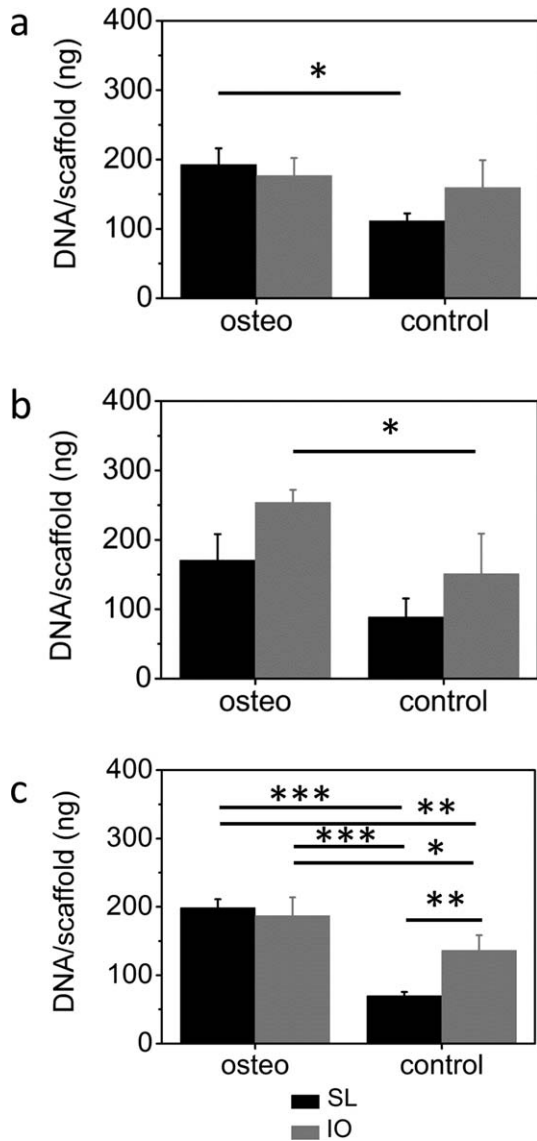 a
DNA/scaffold (ng)
400
300
200
100
0
*
osteo control
b
DNA/scaffold (ng)
400
300
200
100
0
*
osteo control
c
DNA/scaffold (ng)
400
300
200
100
0
***
**
***
*
**
osteo control
SL
IO